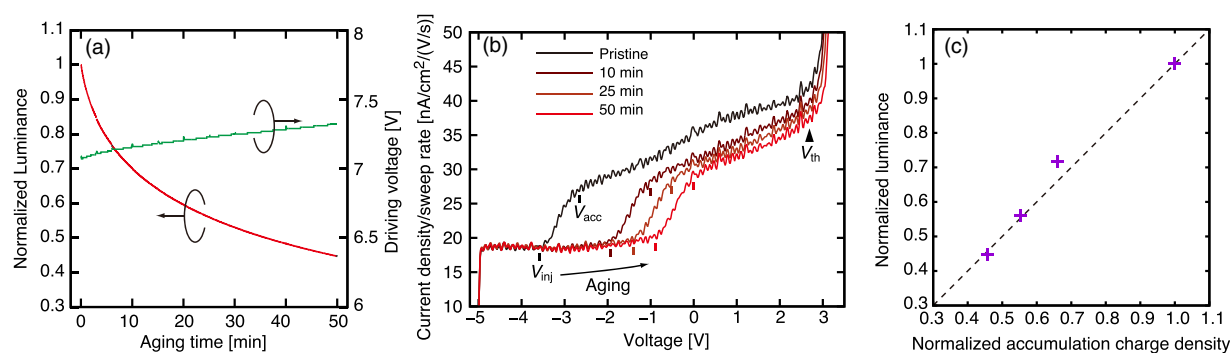 (a)
1.1
1
0.9
0.8
0.7
0.6
0.5
0.4
0.3
Normalized Luminance
0 10 20 30 40 50
Aging time [min]
8
7.5
7
6.5
6
Driving voltage [V]
(b)
Current density/sweep rate [nA/cm2/(V/s)]
50
45
40
35
30
25
20
15
10
Pristine
10 min
25 min
50 min
Vacc
Vinj
Vth
Aging
−5 −4 −3 −2 −1 0 1 2 3
Voltage [V]
(c)
Normalized luminance
1.1
1
0.9
0.8
0.7
0.6
0.5
0.4
0.3
0.3 0.4 0.5 0.6 0.7 0.8 0.9 1.0 1.1
Normalized accumulation charge density